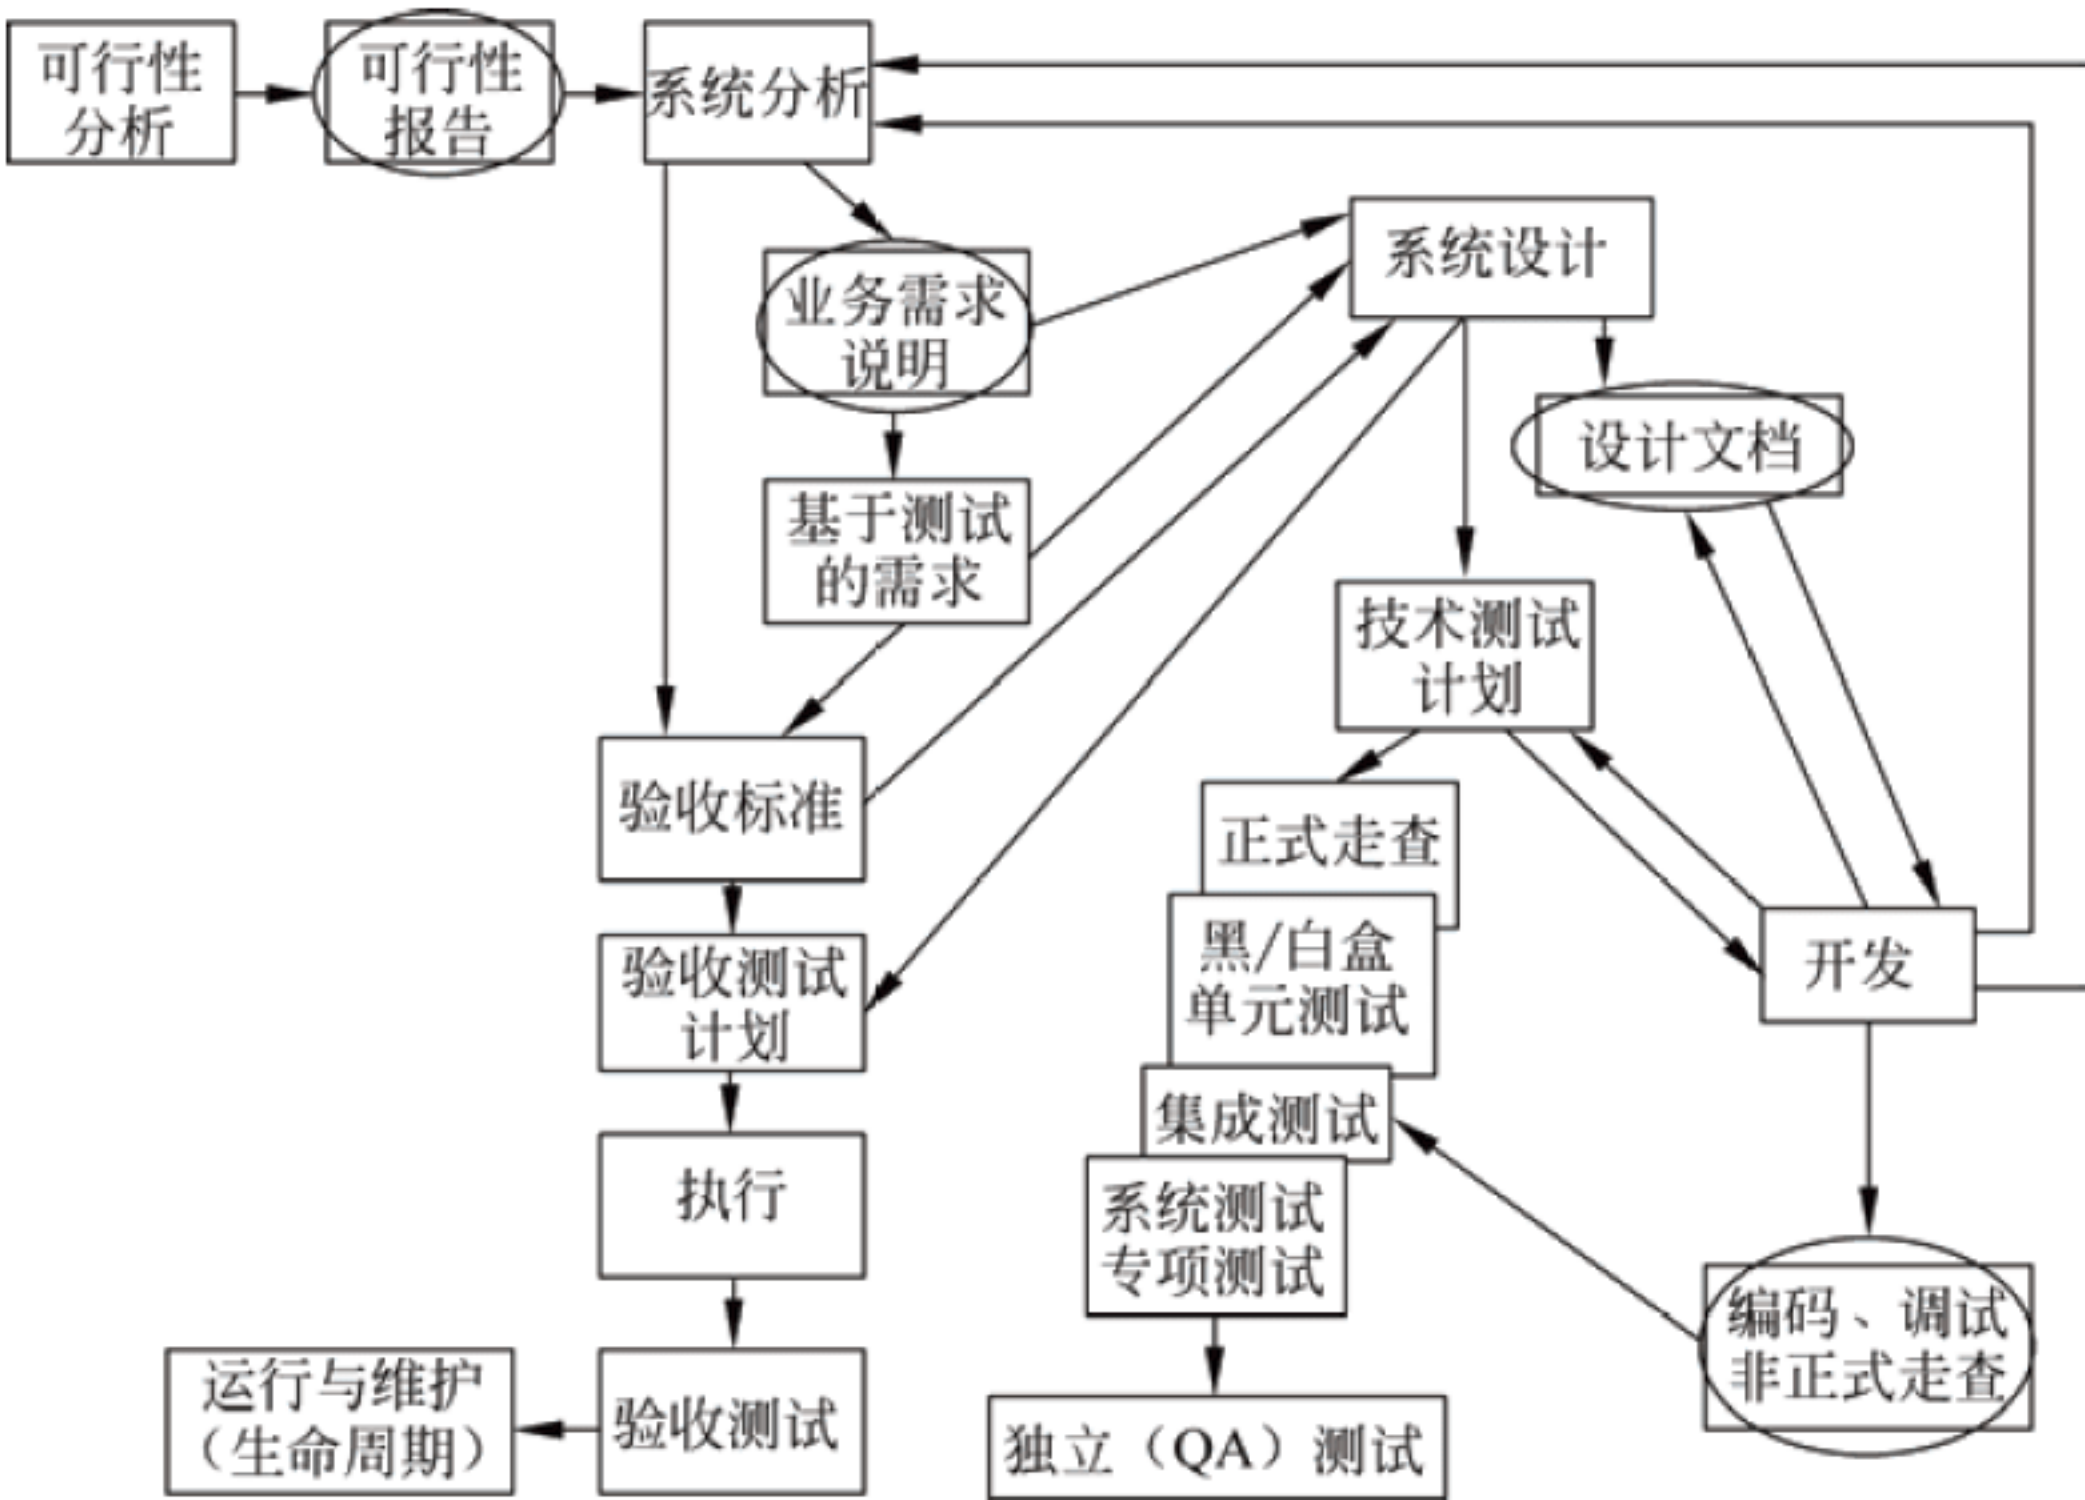 可行性
分析
可行性
报告
系统分析
系统设计
业务需求
说明
设计文档
基于测试
的需求
技术测试
计划
验收标准
正式走查
黑/白盒
单元测试
开发
验收测试
计划
集成测试
执行
系统测试
专项测试
编码、调试
非正式走查
运行与维护
（生命周期）
验收测试
独立（QA）测试